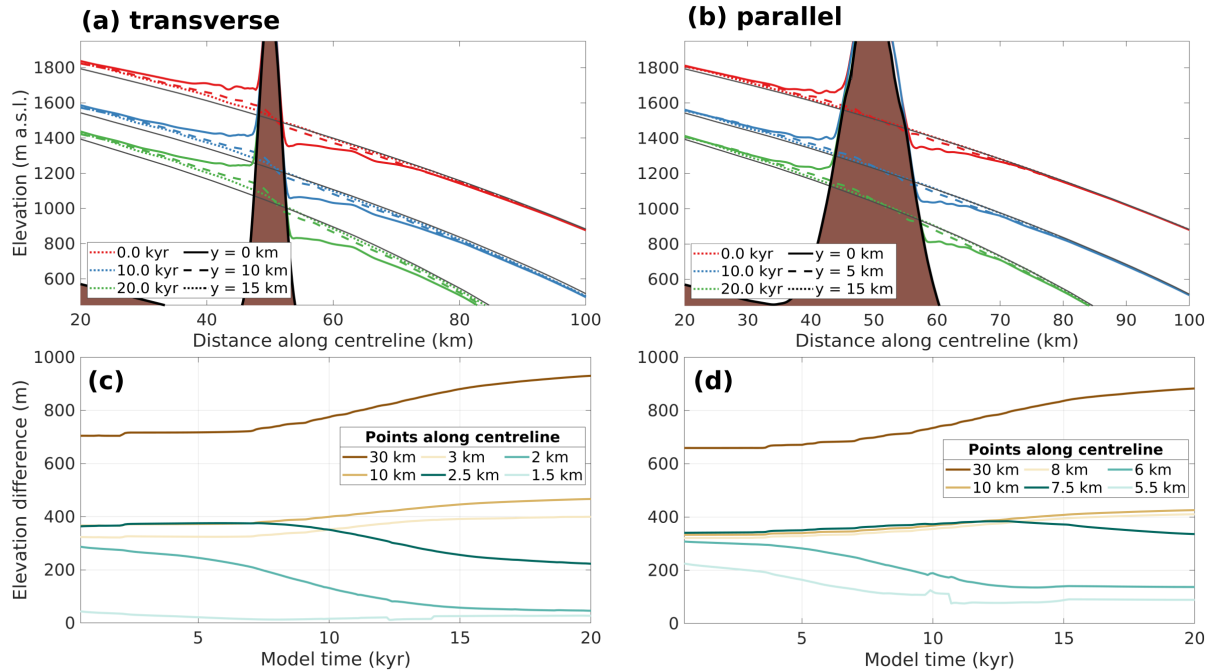 (a) transverse
(b) parallel
Elevation (m a.s.l.)
1800
1600
1400
1200
1000
800
600
0.0 kyr
10.0 kyr
20.0 kyr
y = 0 km
y = 10 km
y = 15 km
20 40 60 80 100
Distance along centreline (km)
1800
1600
1400
1200
1000
800
600
0.0 kyr
10.0 kyr
20.0 kyr
y = 0 km
y = 5 km
y = 15 km
20 30 40 50 60 70 80 90 100
Distance along centreline (km)
(c)
Elevation difference (m)
1000
800
600
400
200
0
Points along centreline
30 km 3 km 2 km
10 km 2.5 km 1.5 km
5 10 15 20
Model time (kyr)
(d)
1000
800
600
400
200
0
Points along centreline
30 km 8 km 6 km
10 km 7.5 km 5.5 km
5 10 15 20
Model time (kyr)